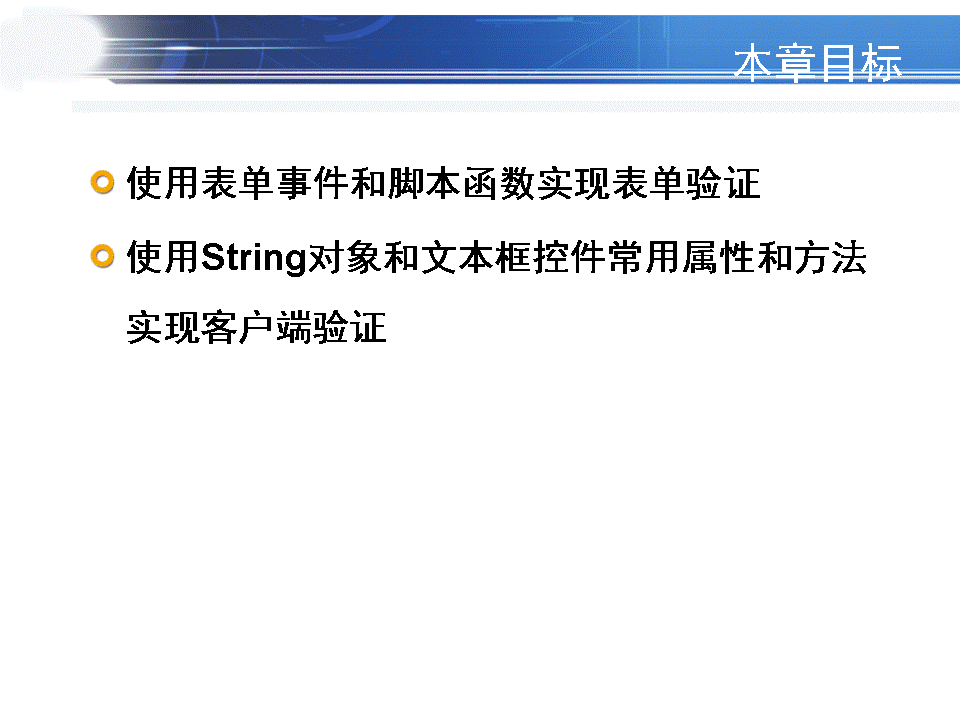 本章目标
使用表单事件和脚本函数实现表单验证
使用String对象和文本框控件常用属性和方法
实现客户端验证